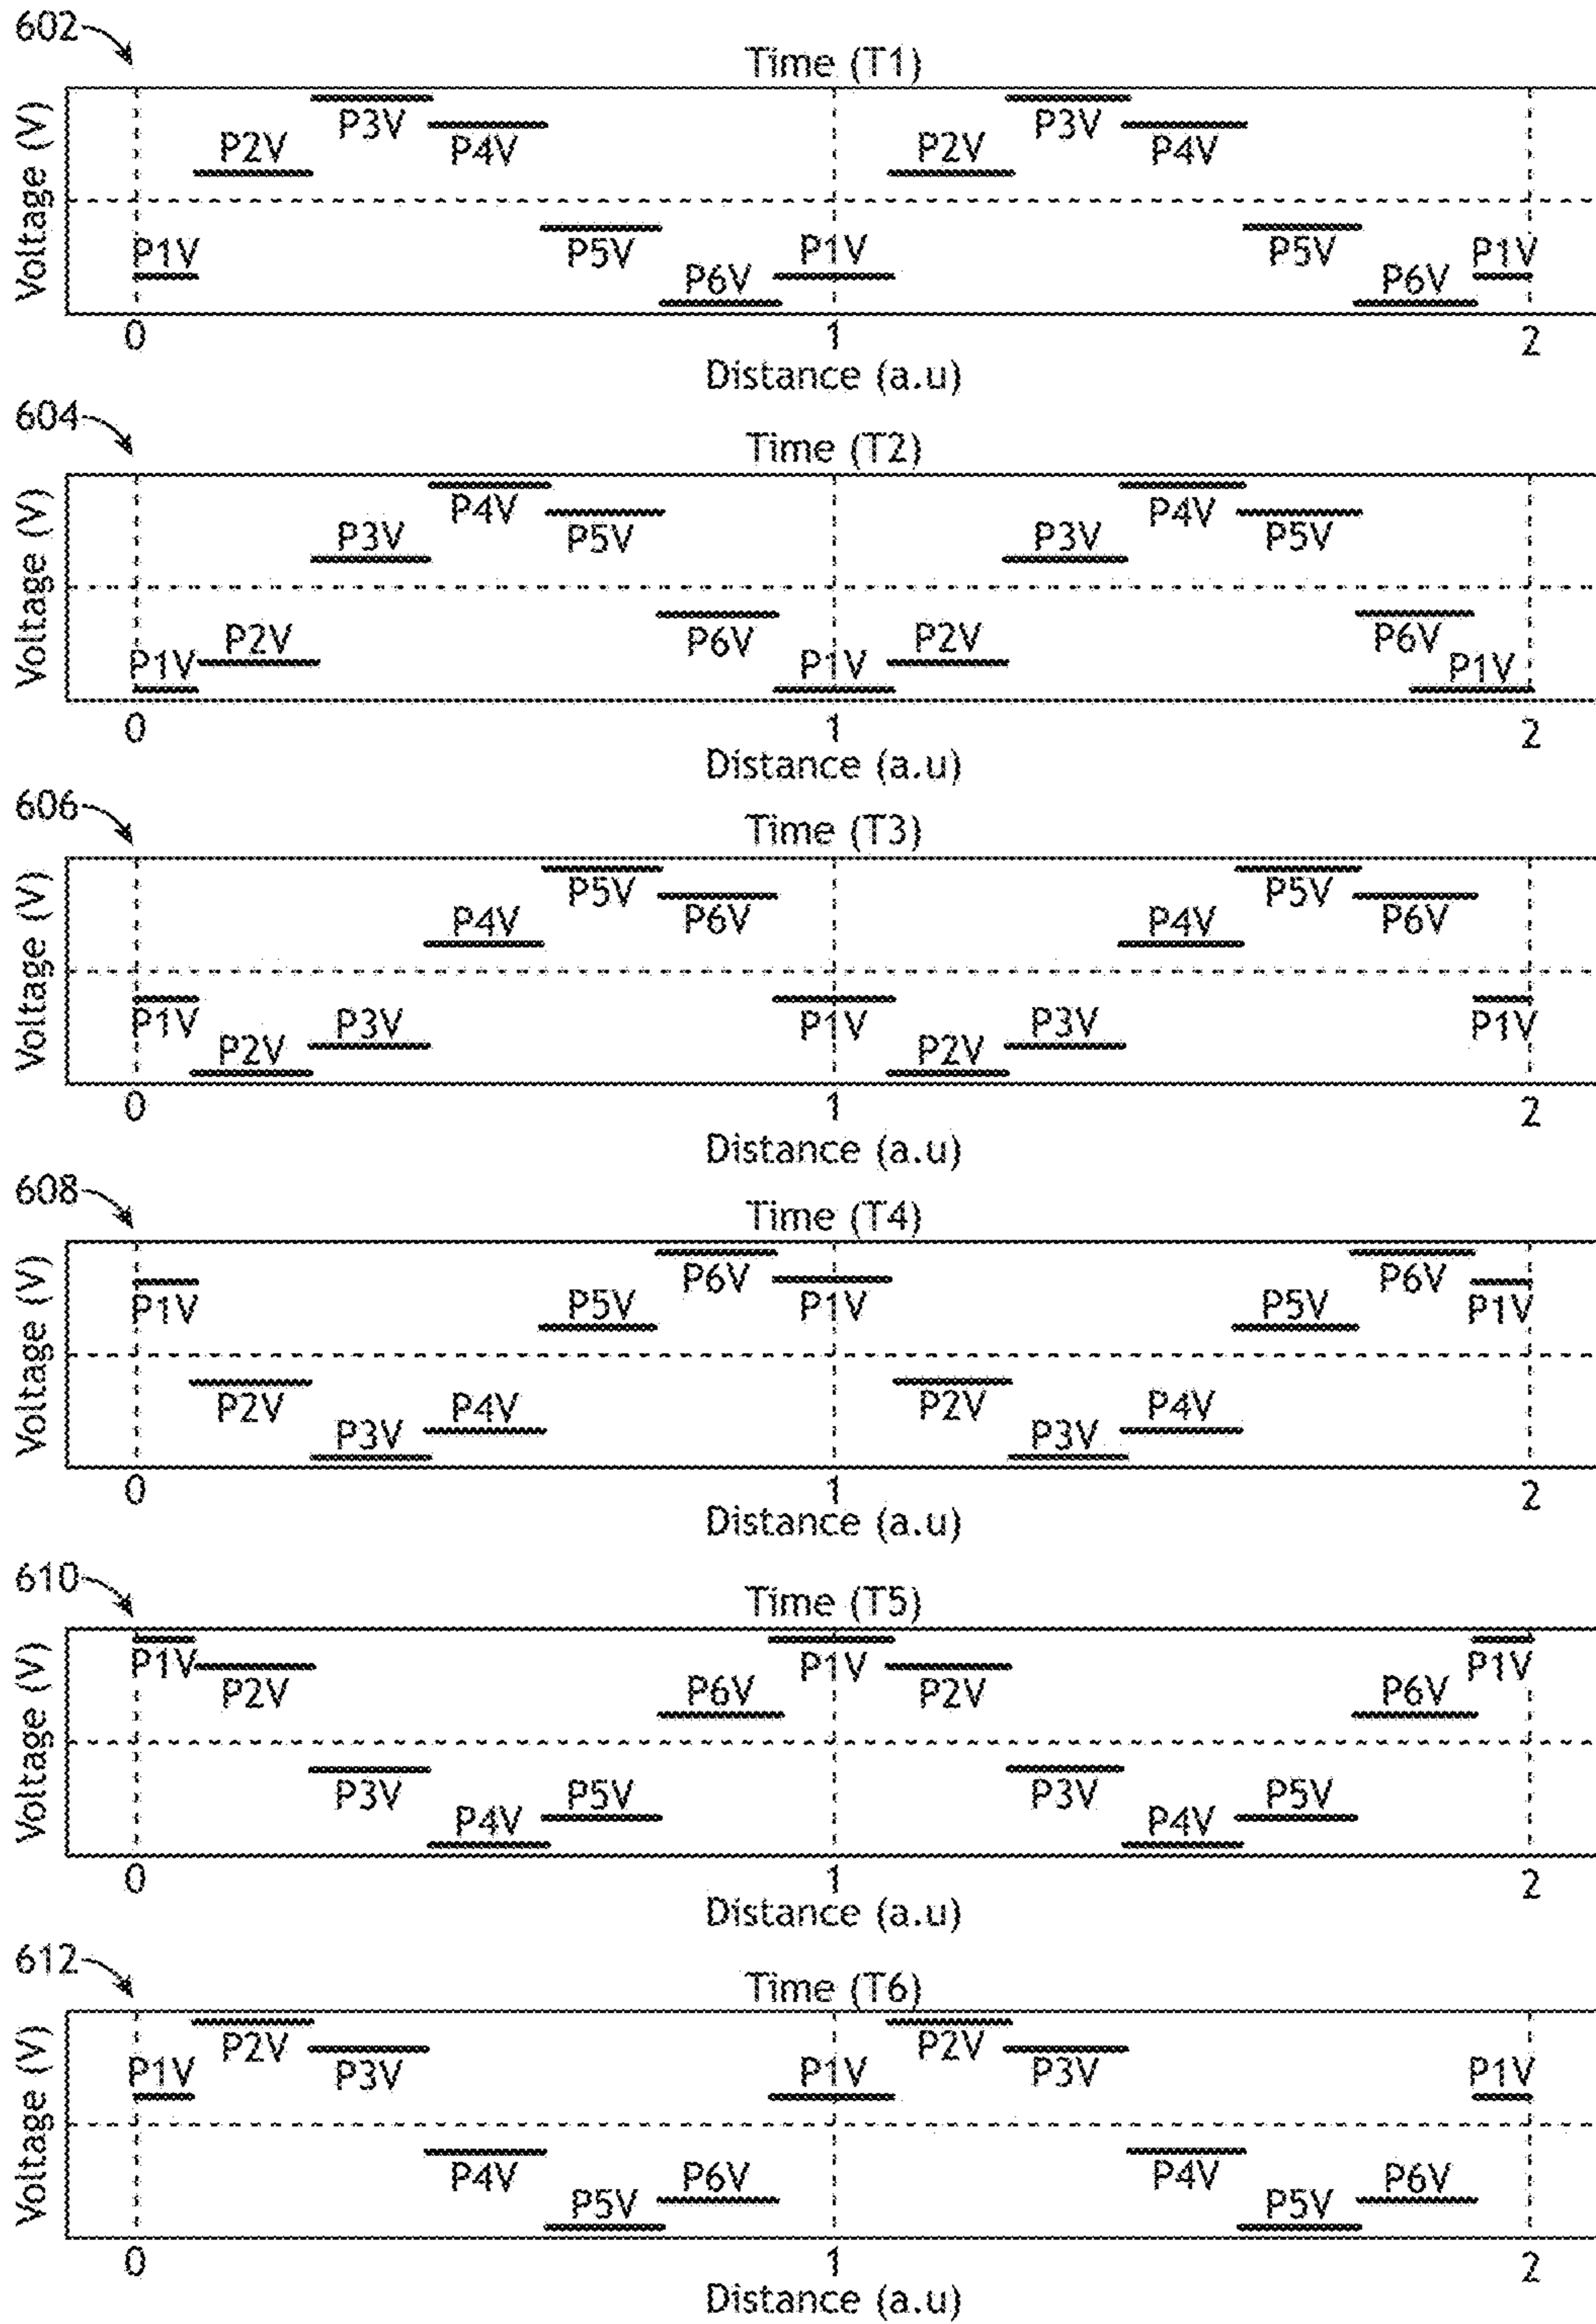 602
Time (T1)
Voltage (V)
P3V P3V
P2V P4V P2V P4V
P1V P5V P1V P5V P1V
P6V P6V
0 1 2
Distance (a.u)
604
Time (T2)
Voltage (V)
P4V P4V
P3V P5V P3V P5V
P1V P2V P6V P1V P2V P6V P1V
0 1 2
Distance (a.u)
606
Time (T3)
Voltage (V)
P5V P5V
P4V P6V P4V P6V
P1V P3V P1V P3V P1V
P2V P2V
0 1 2
Distance (a.u)
608
Time (T4)
Voltage (V)
P6V P6V
P1V P5V P1V P5V P1V
P2V P4V P2V P4V
P3V P3V
0 1 2
Distance (a.u)
610
Time (T5)
Voltage (V)
P1V P1V P1V
P2V P6V P2V P6V
P3V P5V P3V P5V
P4V P4V
0 1 2
Distance (a.u)
612
Time (T6)
Voltage (V)
P2V P2V
P1V P3V P1V P3V P1V
P4V P6V P4V P6V
P5V P5V
0 1 2
Distance (a.u)